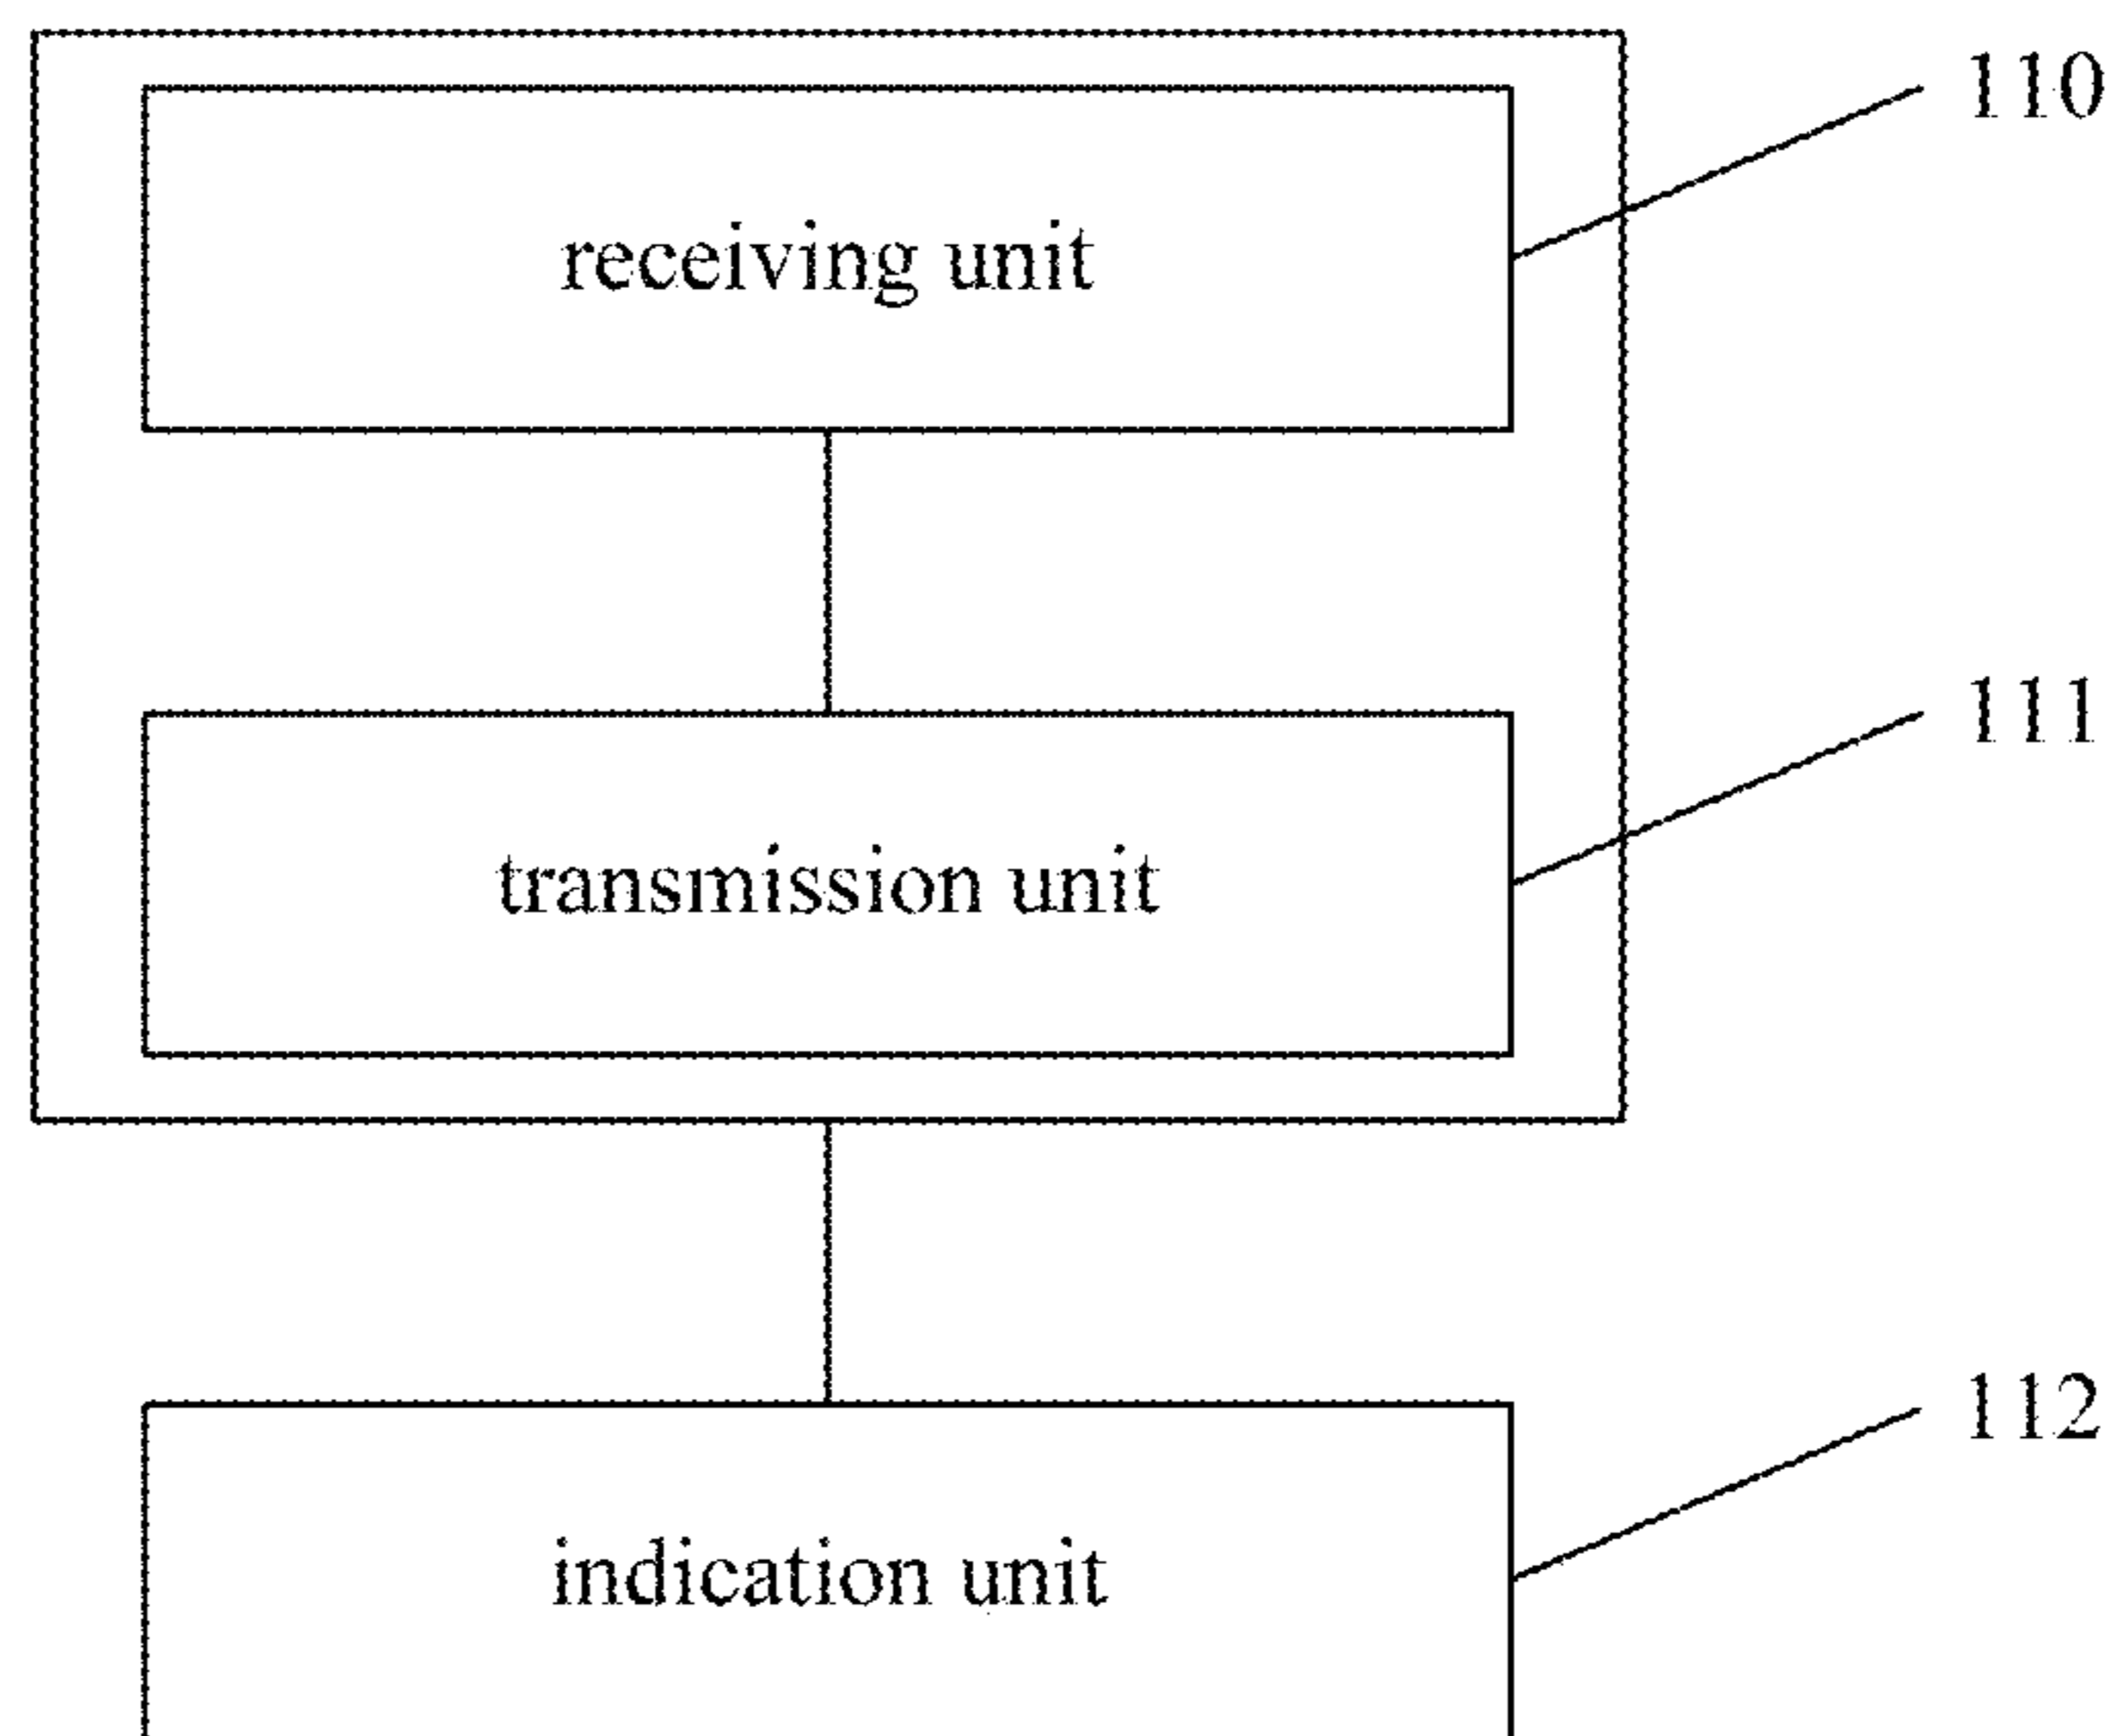 110
receiving unit
111
transmission unit
112
indication unit